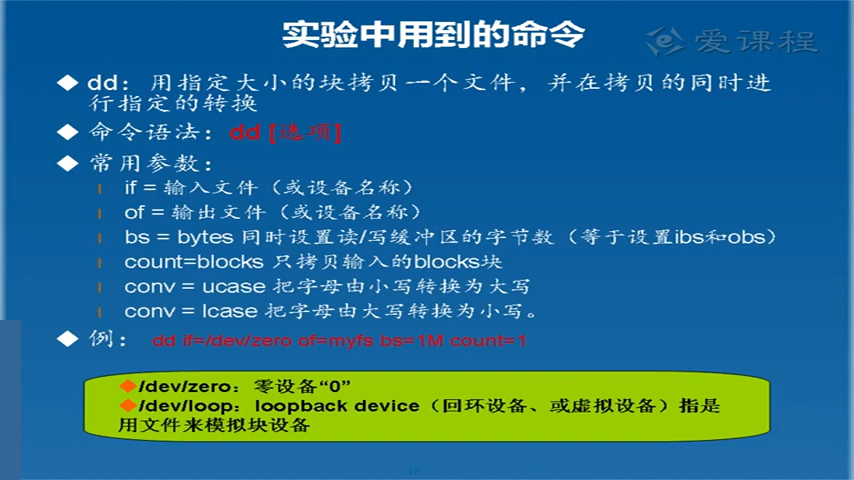 实验中用到的命令
爱课程
dd：用指定大小的块拷贝一个文件，并在拷贝的同时进
行指定的转换
命令语法：dd [选项]
常用参数：
if = 输入文件（或设备名称）
of = 输出文件（或设备名称）
bs = bytes 同时设置读/写缓冲区的字节数（等于设置ibs和obs）
count=blocks 只拷贝输入的blocks块
conv = ucase 把字母由小写转换为大写
conv = lcase 把字母由大写转换为小写。
例： dd if=/dev/zero of=myfs bs=1M count=1
/dev/zero：零设备“0”
/dev/loop：loopback device（回环设备、或虚拟设备）指是
用文件来模拟块设备